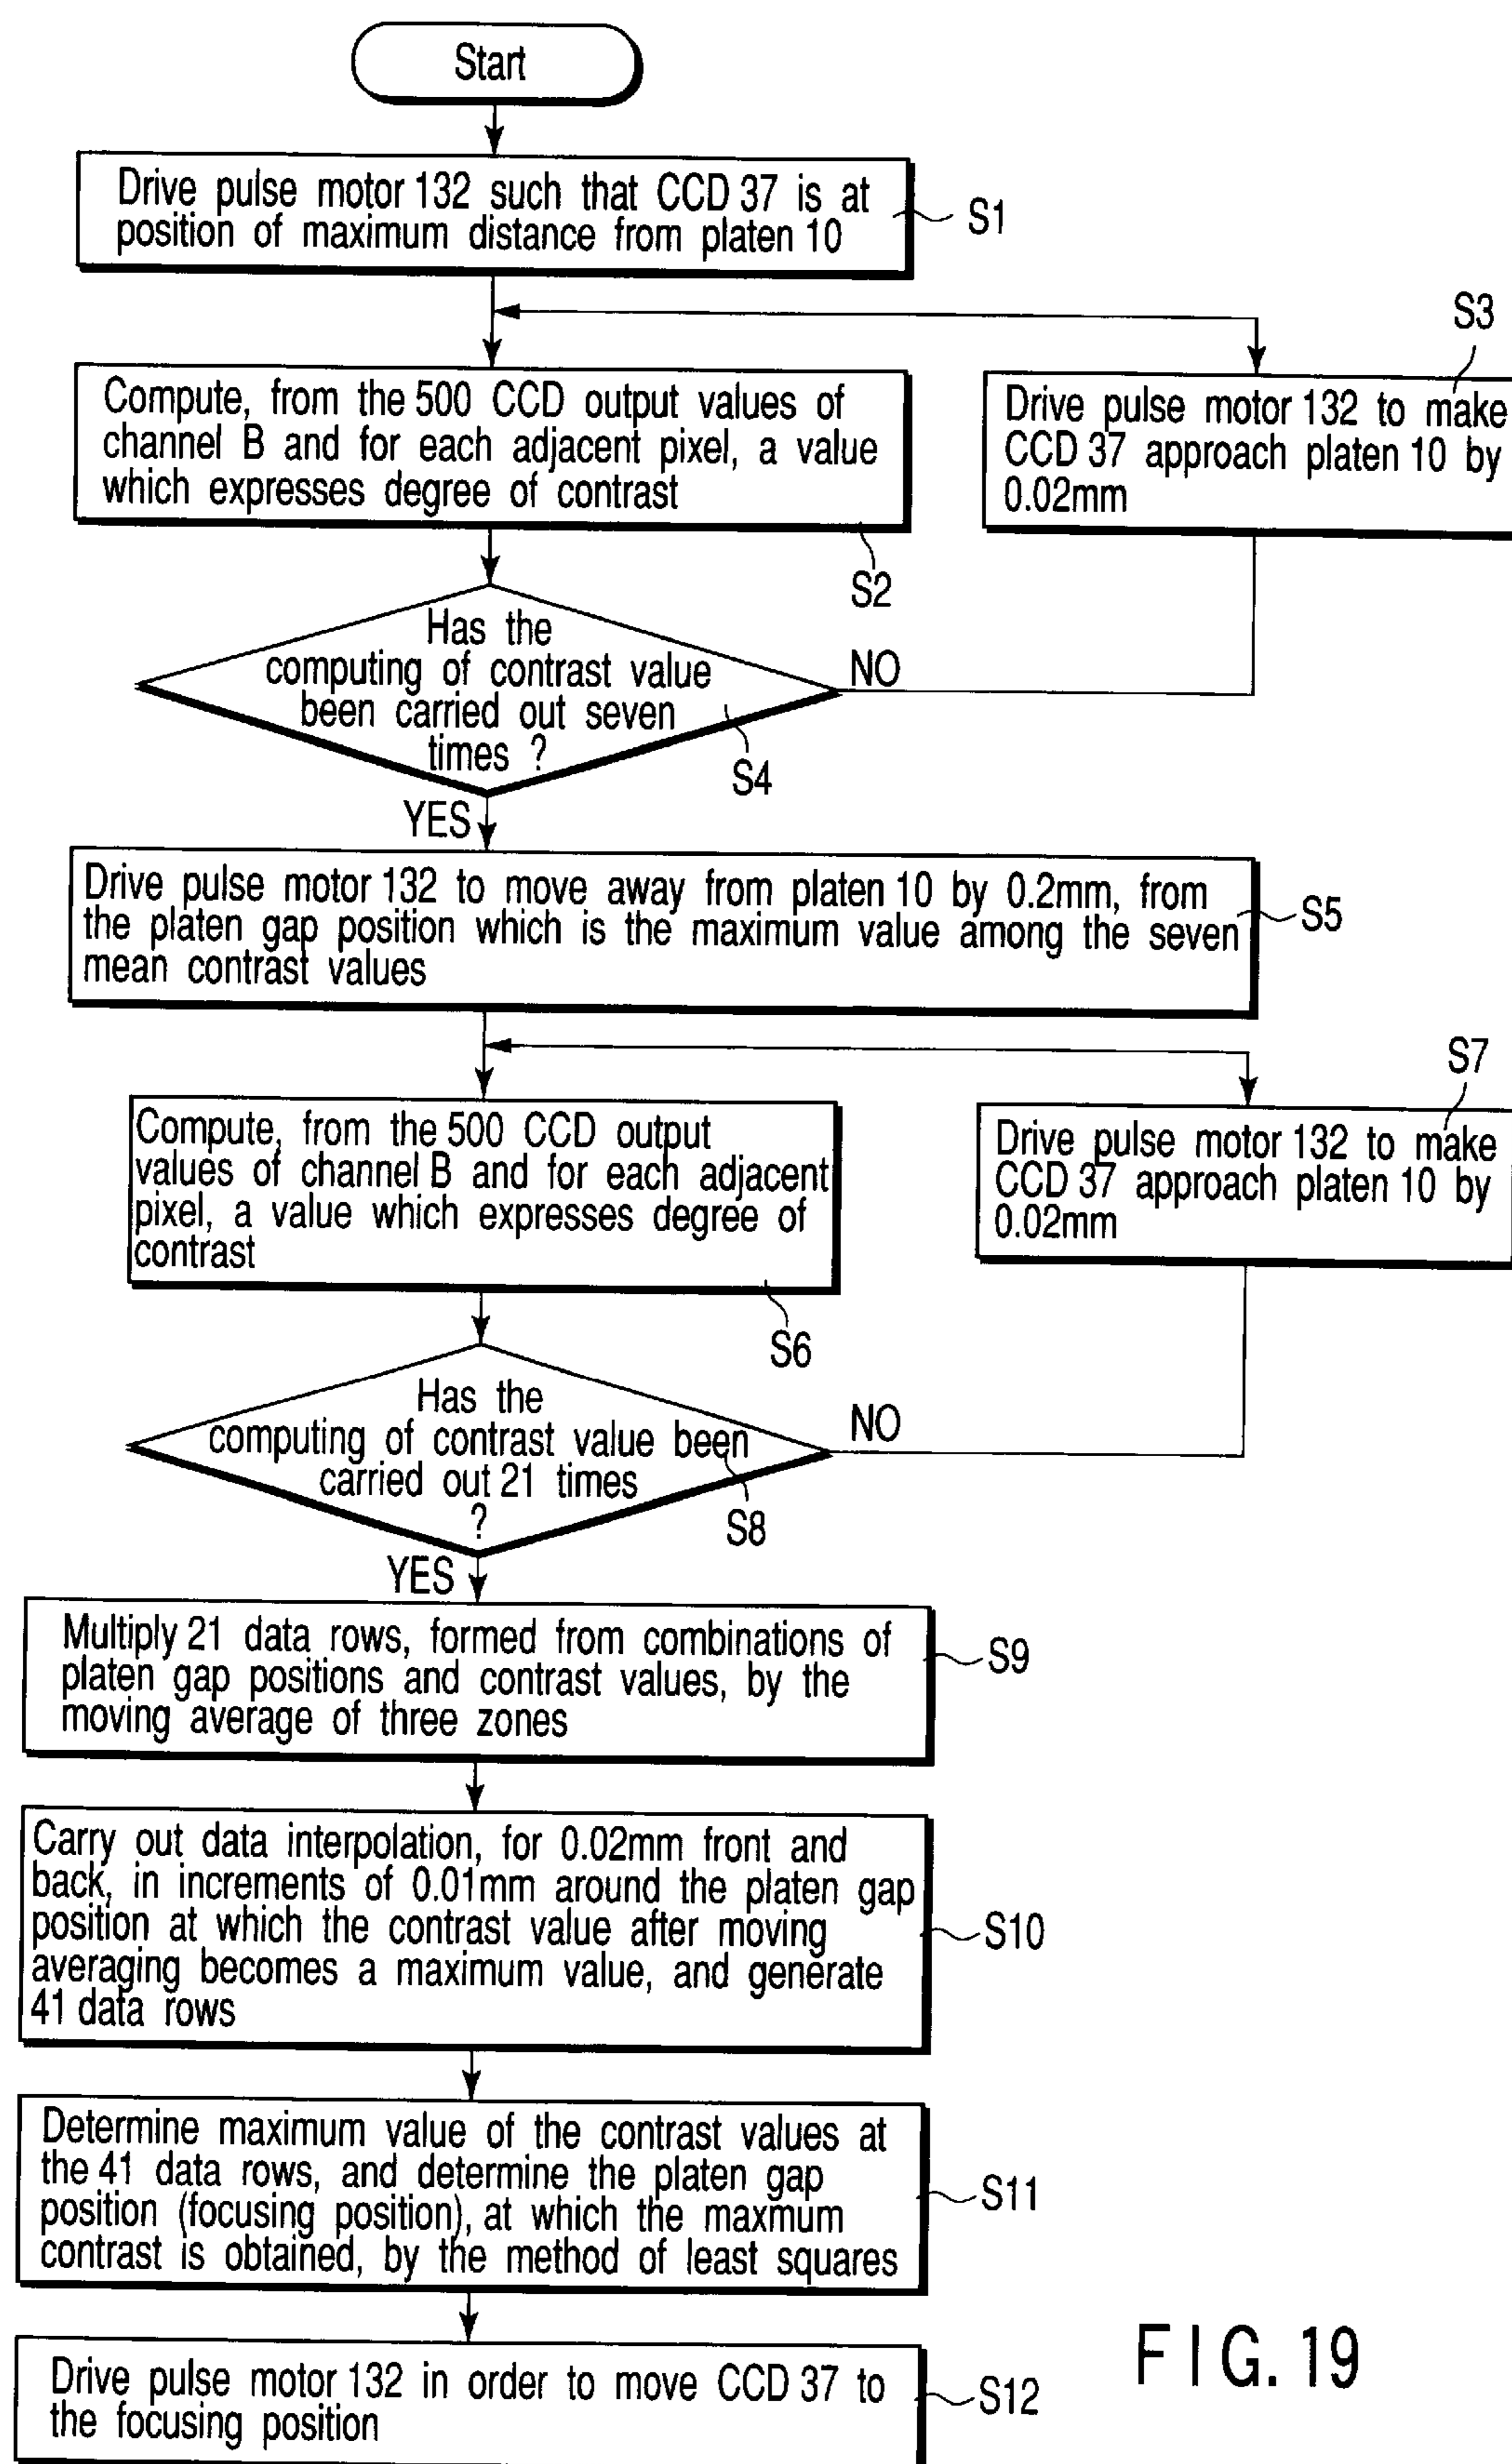 Start
Drive pulse motor 132 such that CCD 37 is at
position of maximum distance from platen 10
S1
S3
Compute, from the 500 CCD output values of
channel B and for each adjacent pixel, a value
which expresses degree of contrast
S2
Drive pulse motor 132 to make
CCD 37 approach platen 10 by
0.02mm
Has the
computing of contrast value
been carried out seven
times ?
NO
S4
YES
Drive pulse motor 132 to move away from platen 10 by 0.2mm, from
the platen gap position which is the maximum value among the seven
mean contrast values
S5
S7
Compute, from the 500 CCD output
values of channel B and for each adjacent
pixel, a value which expresses degree of
contrast
S6
Drive pulse motor 132 to make
CCD 37 approach platen 10 by
0.02mm
Has the
computing of contrast value been
carried out 21 times
?
NO
S8
YES
Multiply 21 data rows, formed from combinations of
platen gap positions and contrast values, by the
moving average of three zones
S9
Carry out data interpolation, for 0.02mm front and
back, in increments of 0.01mm around the platen gap
position at which the contrast value after moving
averaging becomes a maximum value, and generate
41 data rows
S10
Determine maximum value of the contrast values at
the 41 data rows, and determine the platen gap
position (focusing position), at which the maxmum
contrast is obtained, by the method of least squares
S11
Drive pulse motor 132 in order to move CCD 37 to
the focusing position
S12
FIG. 19